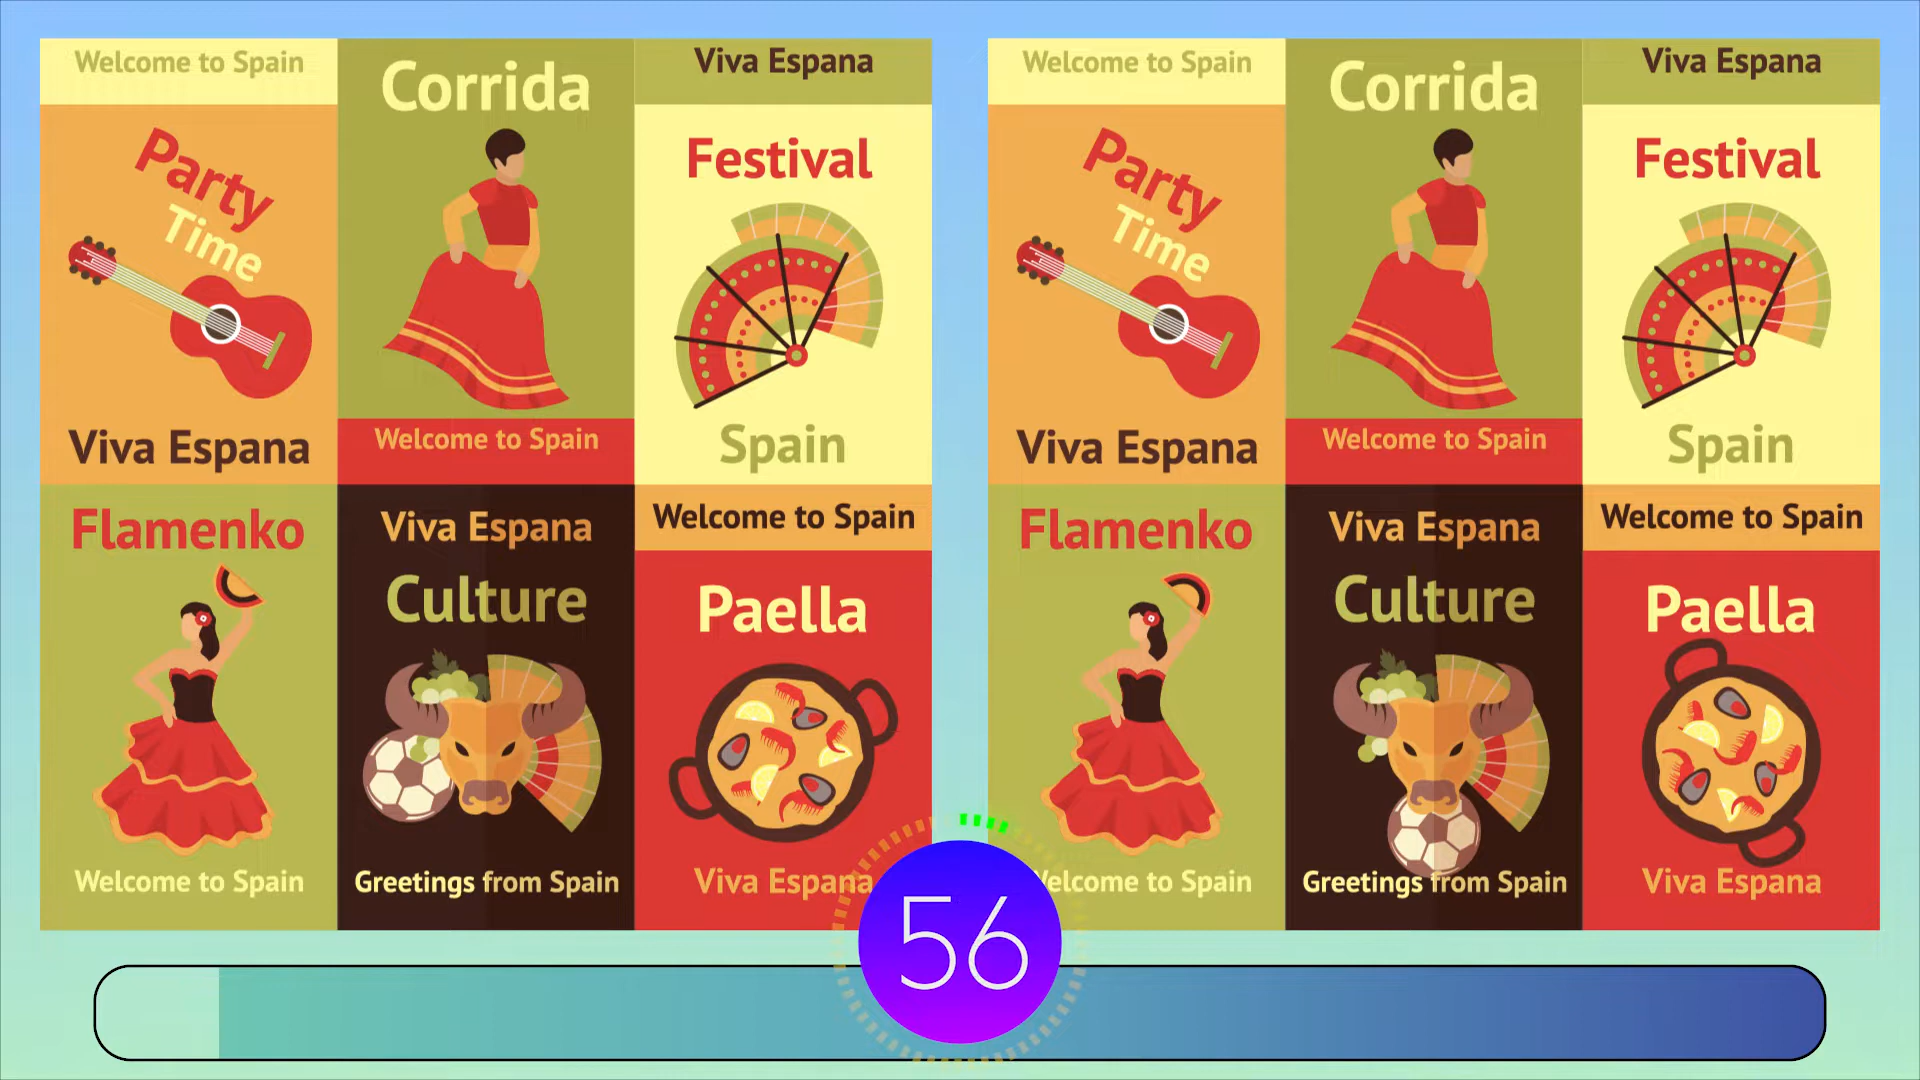 Welcome to Spain
Party
Time
Viva Espana
Corrida
Welcome to Spain
Viva Espana
Festival
Spain
Flamenko
Welcome to Spain
Viva Espana
Culture
Greetings from Spain
Welcome to Spain
Paella
Viva Espana
Welcome to Spain
Party
Time
Viva Espana
Corrida
Welcome to Spain
Viva Espana
Festival
Spain
Flamenko
Welcome to Spain
Viva Espana
Culture
Greetings from Spain
Welcome to Spain
Paella
Viva Espana
56